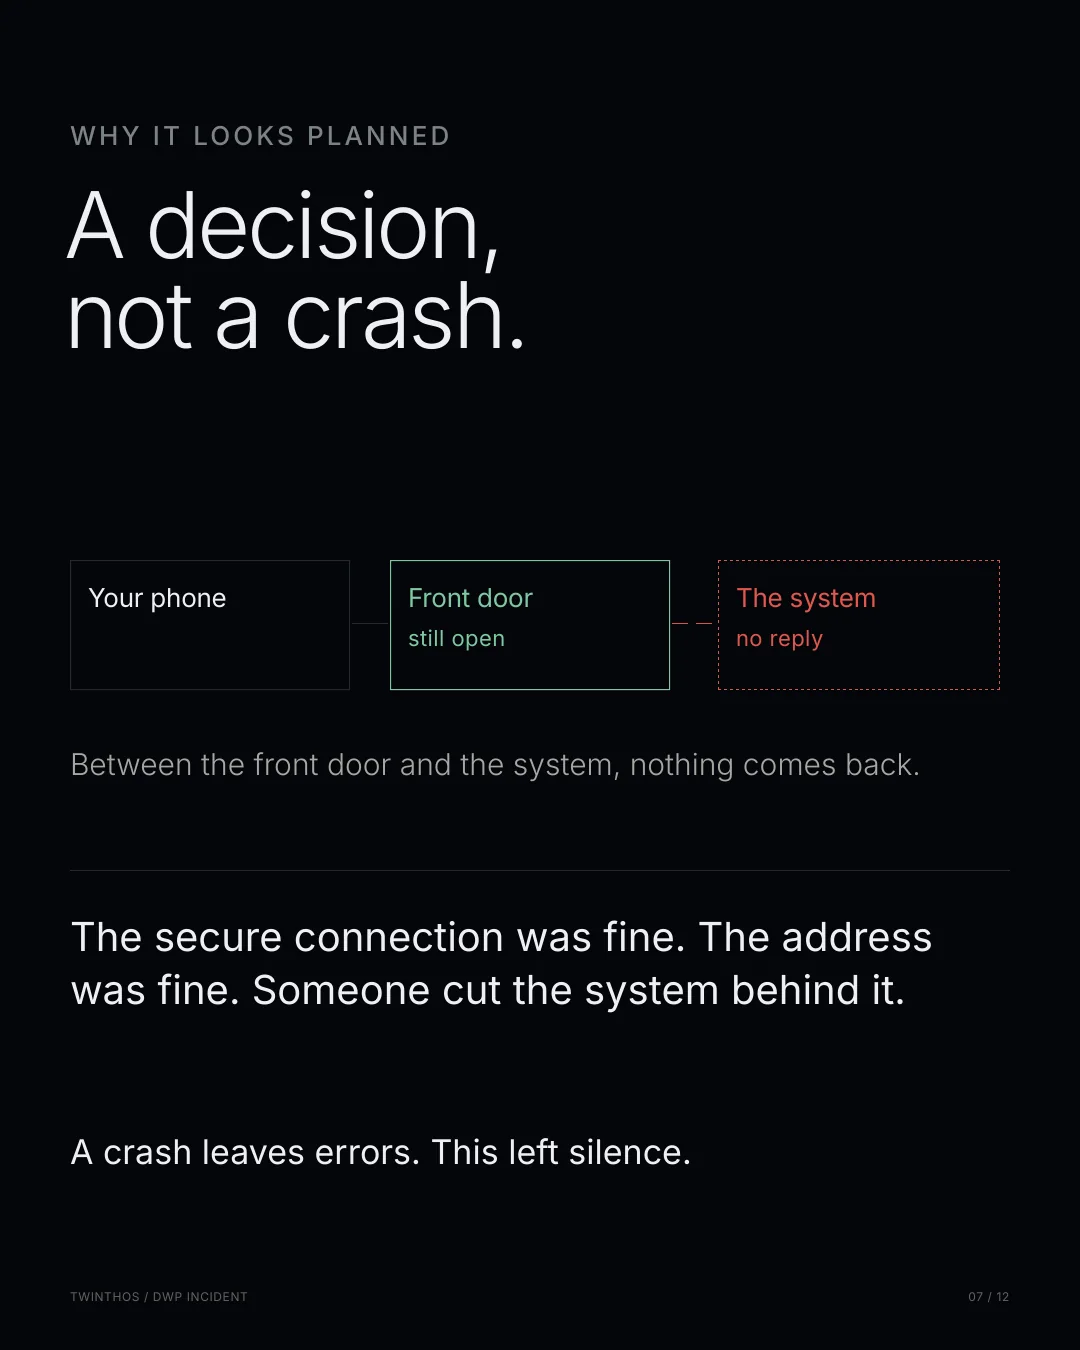 WHY IT LOOKS PLANNED
A decision,
not a crash.
Your phone
Front door
still open
The system
no reply
Between the front door and the system, nothing comes back.
The secure connection was fine. The address
was fine. Someone cut the system behind it.
A crash leaves errors. This left silence.
TWINTHOS / DWP INCIDENT
07 / 12